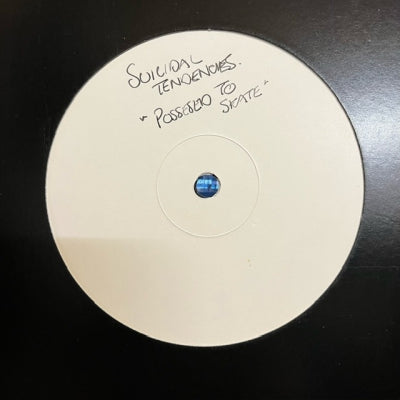 SUICIDAL
TENDENCIES.
"POSSESSED TO
SKATE"